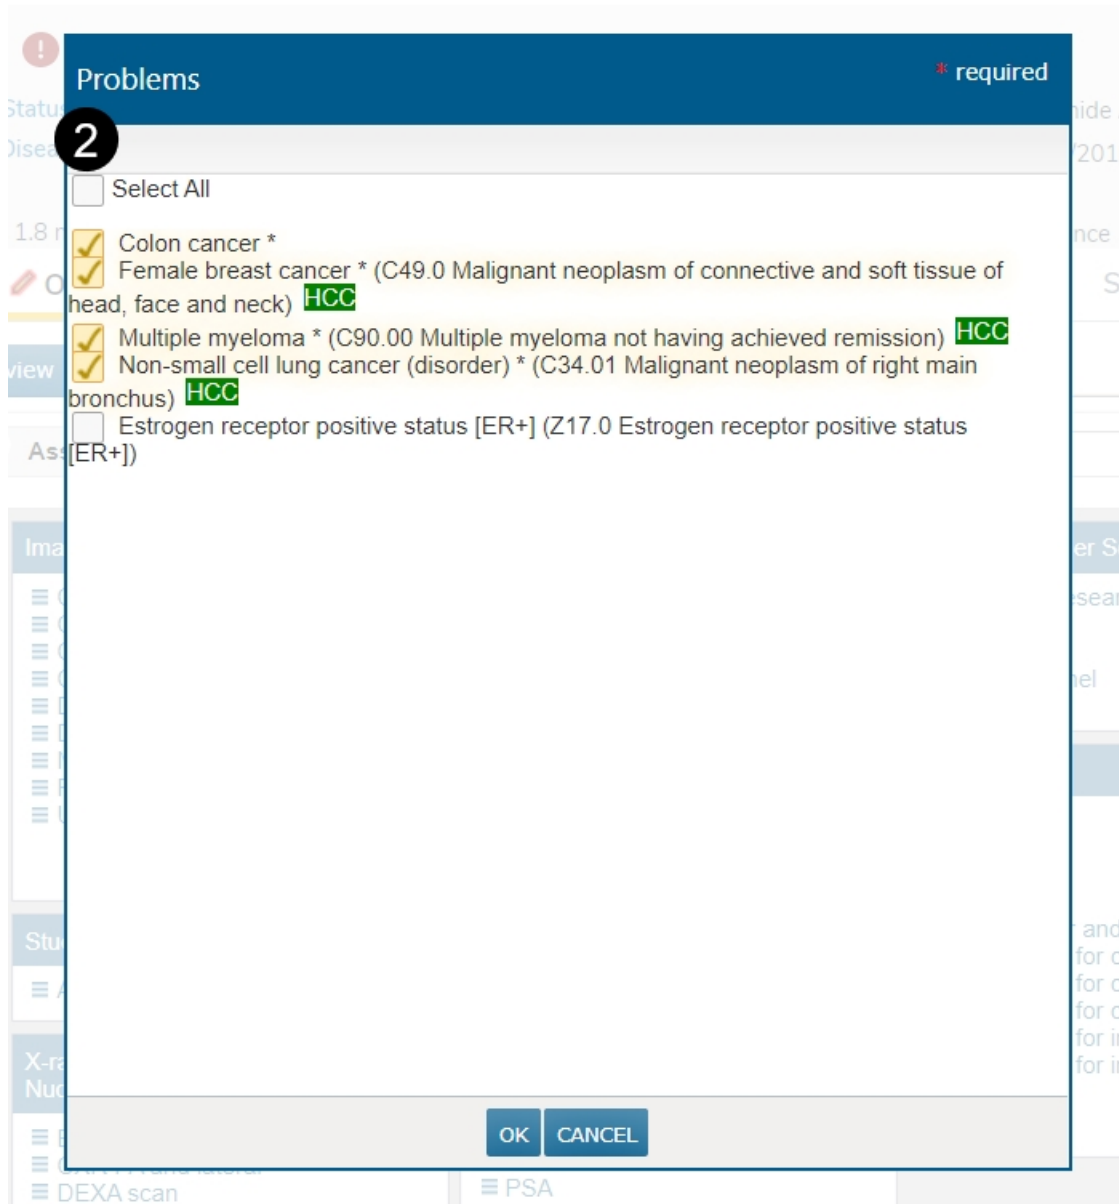 Problems
* required
2
Select All
Colon cancer *
Female breast cancer * (C49.0 Malignant neoplasm of connective and soft tissue of
head, face and neck) HCC
Multiple myeloma * (C90.00 Multiple myeloma not having achieved remission) HCC
Non-small cell lung cancer (disorder) * (C34.01 Malignant neoplasm of right main
bronchus) HCC
Estrogen receptor positive status [ER+] (Z17.0 Estrogen receptor positive status
[ER+])
OK CANCEL
DEXA scan
PSA